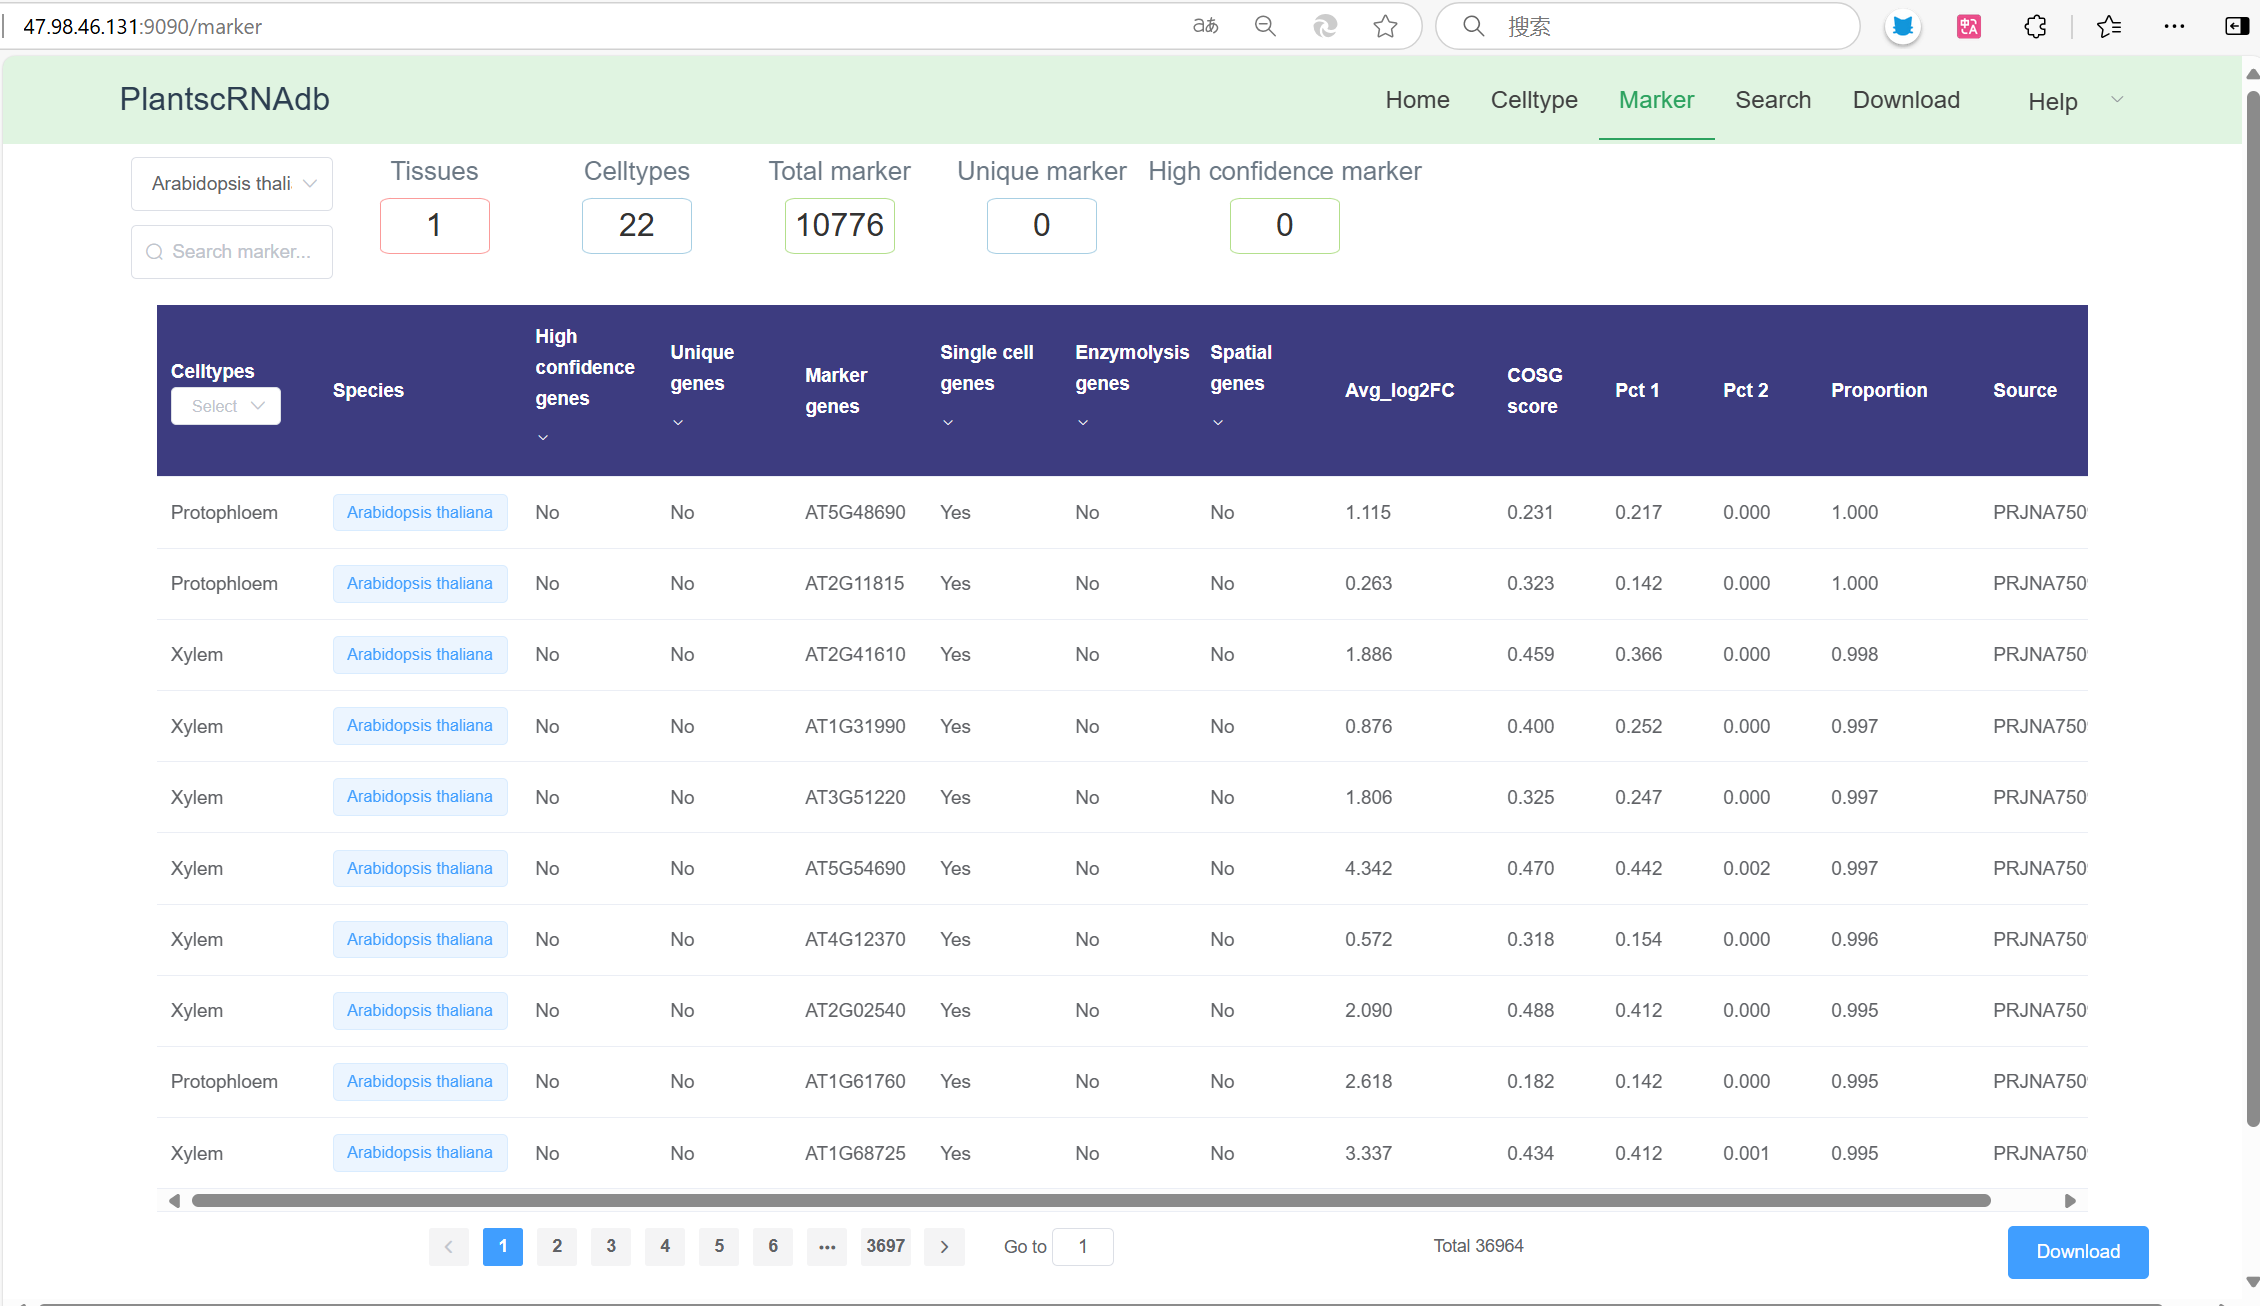 47.98.46.131:9090/marker
搜索
PlantscRNAdb
Home Celltype Marker Search Download Help
Arabidopsis thali
Search marker...
Tissues Celltypes Total marker Unique marker High confidence marker
1 22 10776 0 0
Celltypes Select Species High confidence genes Unique genes Marker genes Single cell genes Enzymolysis genes Spatial genes Avg_log2FC COSG score Pct 1 Pct 2 Proportion Source
Protophloem Arabidopsis thaliana No No AT5G48690 Yes No No 1.115 0.231 0.217 0.000 1.000 PRJNA750
Protophloem Arabidopsis thaliana No No AT2G11815 Yes No No 0.263 0.323 0.142 0.000 1.000 PRJNA750
Xylem Arabidopsis thaliana No No AT2G41610 Yes No No 1.886 0.459 0.366 0.000 0.998 PRJNA750
Xylem Arabidopsis thaliana No No AT1G31990 Yes No No 0.876 0.400 0.252 0.000 0.997 PRJNA750
Xylem Arabidopsis thaliana No No AT3G51220 Yes No No 1.806 0.325 0.247 0.000 0.997 PRJNA750
Xylem Arabidopsis thaliana No No AT5G54690 Yes No No 4.342 0.470 0.442 0.002 0.997 PRJNA750
Xylem Arabidopsis thaliana No No AT4G12370 Yes No No 0.572 0.318 0.154 0.000 0.996 PRJNA750
Xylem Arabidopsis thaliana No No AT2G02540 Yes No No 2.090 0.488 0.412 0.000 0.995 PRJNA750
Protophloem Arabidopsis thaliana No No AT1G61760 Yes No No 2.618 0.182 0.142 0.000 0.995 PRJNA750
Xylem Arabidopsis thaliana No No AT1G68725 Yes No No 3.337 0.434 0.412 0.001 0.995 PRJNA750
1 2 3 4 5 6 ••• 3697 Go to 1 Total 36964 Download